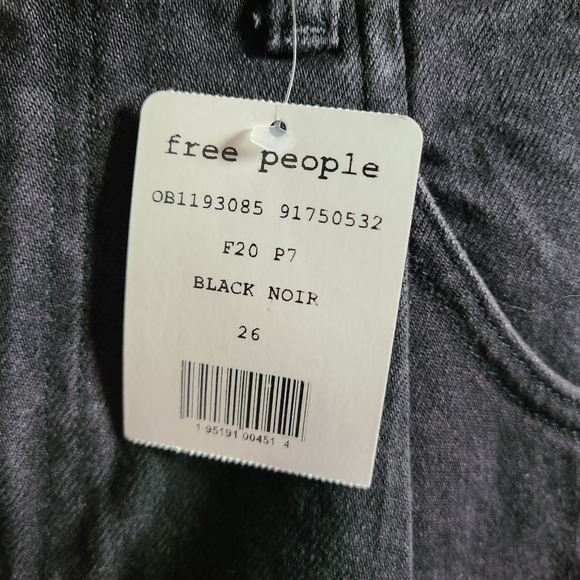 free people
OB1193085 91750532
F20 P7
BLACK NOIR
26
1 95191 00451 4